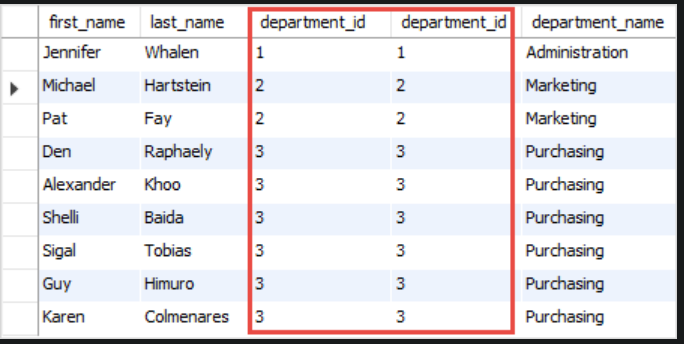 first_name last_name department_id department_id department_name
Jennifer Whalen 1 1 Administration
Michael Hartstein 2 2 Marketing
Pat Fay 2 2 Marketing
Den Raphaely 3 3 Purchasing
Alexander Khoo 3 3 Purchasing
Shelli Baida 3 3 Purchasing
Sigal Tobias 3 3 Purchasing
Guy Himuro 3 3 Purchasing
Karen Colmenares 3 3 Purchasing